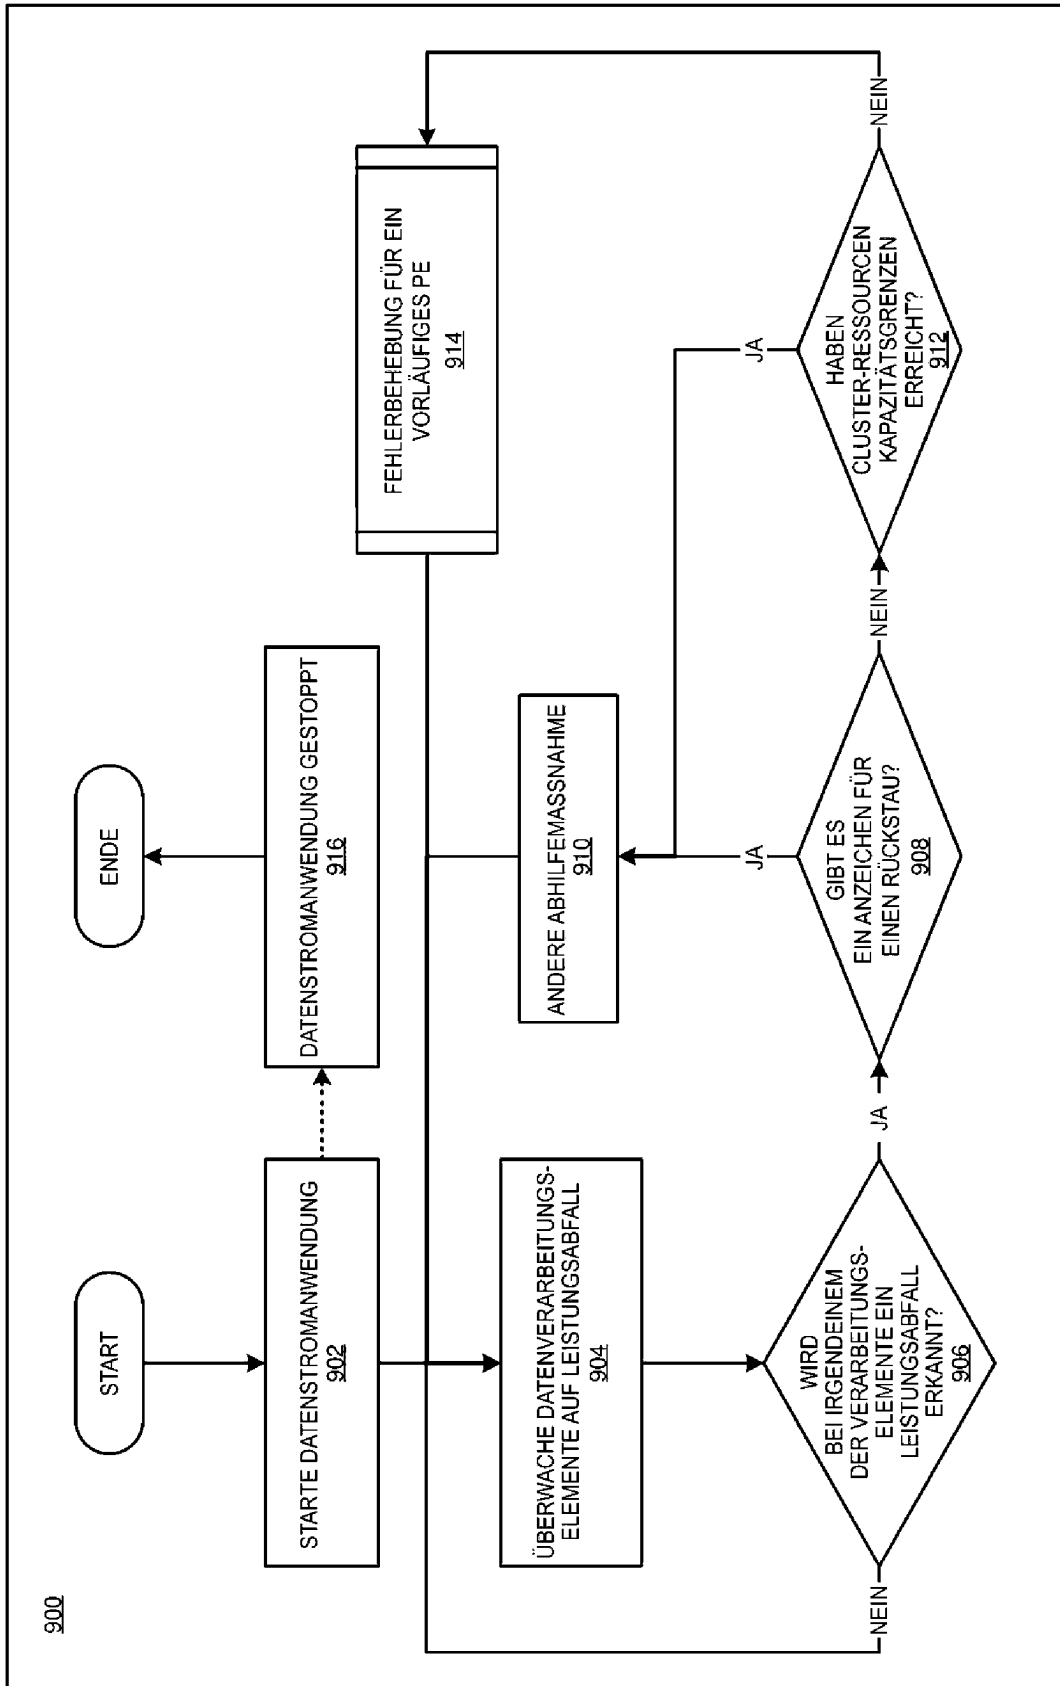 900
START
STARTE DATENSTROMANWENDUNG
902
ÜBERWACHE DATENVERARBEITUNGS-
ELEMENTE AUF LEISTUNGSABFALL
904
WIRD
BEI IRGENDEINEM
DER VERARBEITUNGS-
ELEMENTE EIN
LEISTUNGSABFALL
ERKANNT?
906
NEIN
JA
ENDE
DATENSTROMANWENDUNG GESTOPPT
916
ANDERE ABHILFEMASSNAHME
910
JA
GIBT ES
EIN ANZEICHEN FÜR
EINEN RÜCKSTAU?
908
NEIN
FEHLERBEHEBUNG FÜR EIN
VORLÄUFIGES PE
914
JA
HABEN
CLUSTER-RESSOURCEN
KAPAZITÄTSGRENZEN
ERREICHT?
912
NEIN